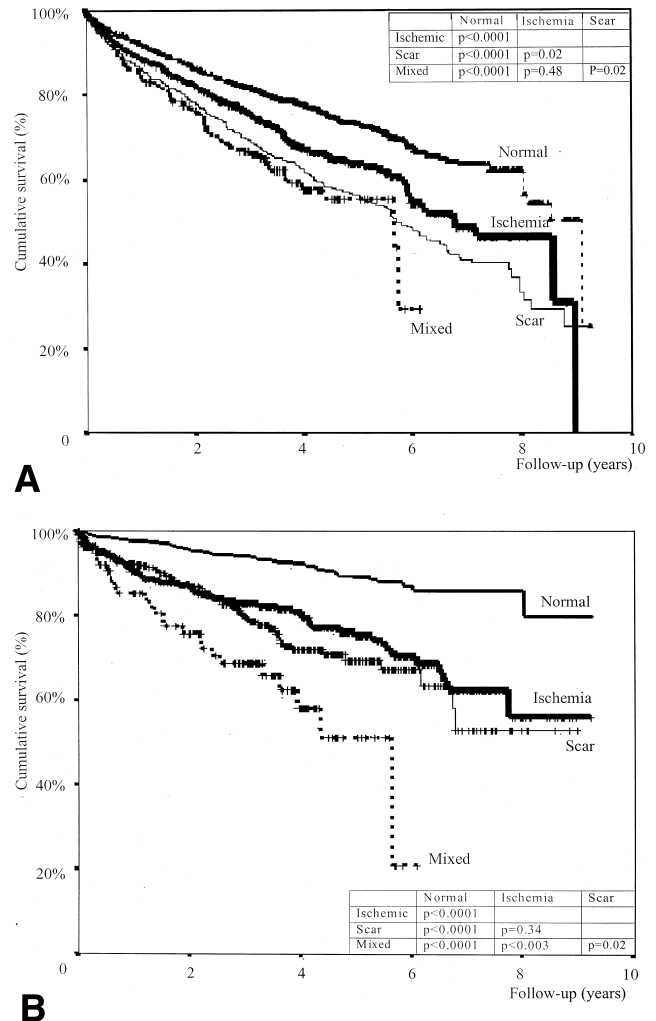 100%
Normal Ischemia Scar
Ischemic p<0.0001
Scar p<0.0001 p=0.02
Mixed p<0.0001 p=0.48 P=0.02
80%
Normal
60%
Ischemia
40%
Scar
Mixed
20%
0
2 4 6 8 10
Follow-up (years)
Cumulative survival (%)
A
100%
Normal
80%
Ischemia
60%
Scar
40%
Mixed
20%
Normal Ischemia Scar
Ischemic p<0.0001
Scar p<0.0001 p=0.34
Mixed p<0.0001 p<0.003 p=0.02
0
2 4 6 8 10
Follow-up (years)
Cumulative survival (%)
B